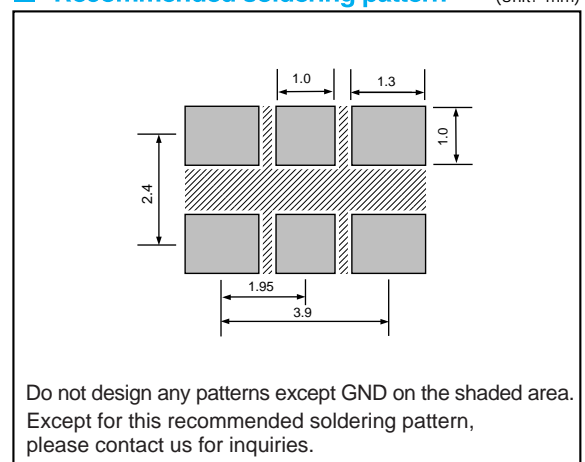 Recommended soldering pattern (Unit: mm)
1.0 1.3
1.0
2.4
1.95
3.9
Do not design any patterns except GND on the shaded area.
Except for this recommended soldering pattern,
please contact us for inquiries.